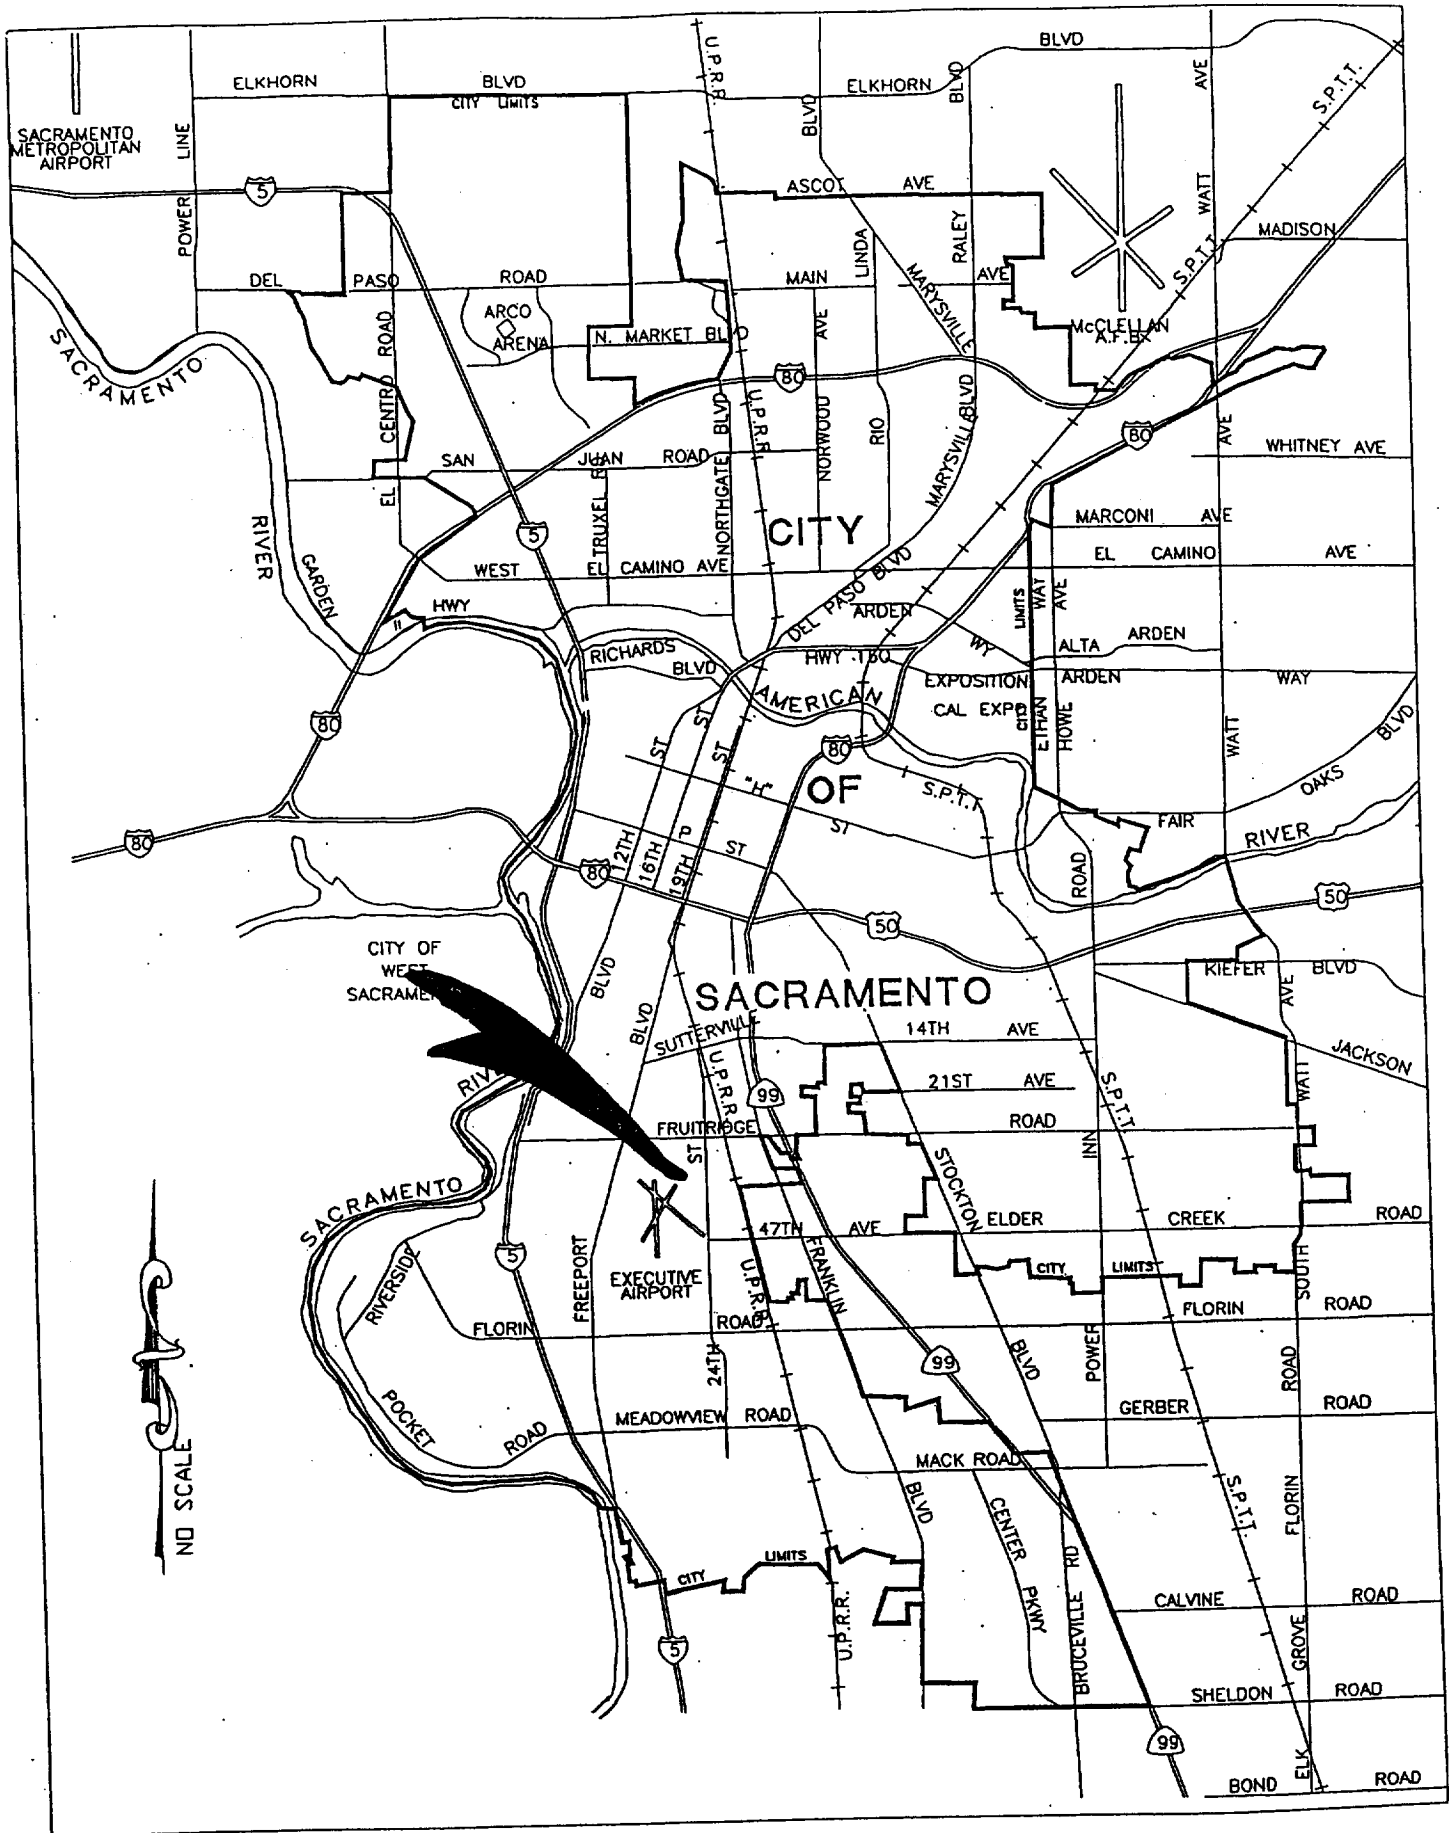 BLVD
ELKHORN
BLVD
CITY LIMITS
U.P.R.R.
BLVD
ELKHORN
BLVD
AVE
S.P.T.T.
SACRAMENTO
METROPOLITAN
AIRPORT
POWER LINE
5
ASCOT AVE
LINDA
RALEY
WATT
MADISON
DEL PASO ROAD
MAIN AVE
MARYSVILLE
S.P.T.T.
ARCO
ARENA
N. MARKET BLVD
AVE
McCLELLAN
A.F.B.
SACRAMENTO
EL CENTRO ROAD
80
U.P.R.R.
BLVD
NORWOOD
RIO
BLVD
MARYSVILLE
80
AVE
WHITNEY AVE
SAN JUAN ROAD
TRUXEL RD
NORTHGATE
RIVER
5
CITY
MARCONI AVE
GARDEN
HWY
WEST EL CAMINO AVE
EL CAMINO AVE
DEL PASO BLVD
ARDEN
WY
LIMITS
WAY
AVE
ALTA ARDEN
RICHARDS
BLVD
HWY 160
EXPOSITION
ARDEN WAY
AMERICAN
CAL EXPO
CITY
ETHAN
HOWE
WATT
80
ST
ST
ST
80
"H"
ST
OF
S.P.T.T.
OAKS
BLVD
FAIR
RIVER
80
80
12TH
16TH
19TH
P
ST
ROAD
50
50
CITY OF
WEST
SACRAMEN
BLVD
BLVD
SACRAMENTO
KIEFER BLVD
AVE
SUTTERVILLE
14TH AVE
JACKSON
RIVE
U.P.R.R.
99
21ST AVE
S.P.T.T.
WATT
FRUITRIDGE
ROAD
ST
INN
STOCKTON
SACRAMENTO
47TH AVE
ELDER CREEK ROAD
5
RIVERSIDE
FREEPORT
EXECUTIVE
AIRPORT
U.P.R.R.
FRANKLIN
CITY LIMITS
SOUTH
FLORIN
ROAD
FLORIN ROAD
24TH
99
BLVD
POWER
ROAD
POCKET
ROAD
MEADOWVIEW ROAD
GERBER ROAD
MACK ROAD
NO SCALE
BLVD
CENTER
PKWY
S.P.T.T.
FLORIN
CITY
LIMITS
RD
BRUCEVILLE
CALVINE ROAD
U.P.R.R.
5
GROVE
SHELDON ROAD
99
ELK
BOND ROAD